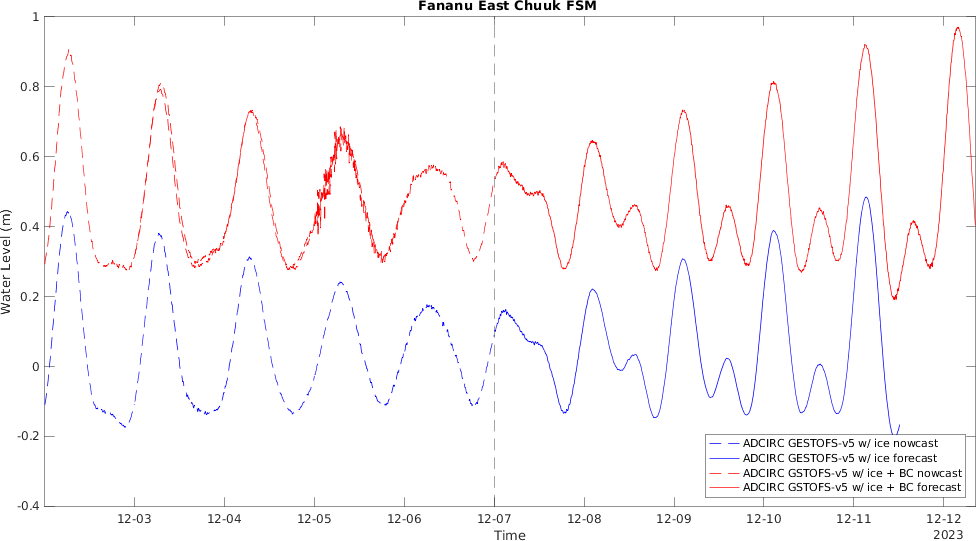 Fananu East Chuuk FSM
1
0.8
0.6
0.4
0.2
0
-0.2
-0.4
Water Level (m)
12-03
12-04
12-05
12-06
12-07
12-08
12-09
12-10
12-11
12-12
Time
2023
ADCIRC GESTOFS-v5 w/ ice nowcast
ADCIRC GESTOFS-v5 w/ ice forecast
ADCIRC GSTOFS-v5 w/ ice + BC nowcast
ADCIRC GSTOFS-v5 w/ ice + BC forecast